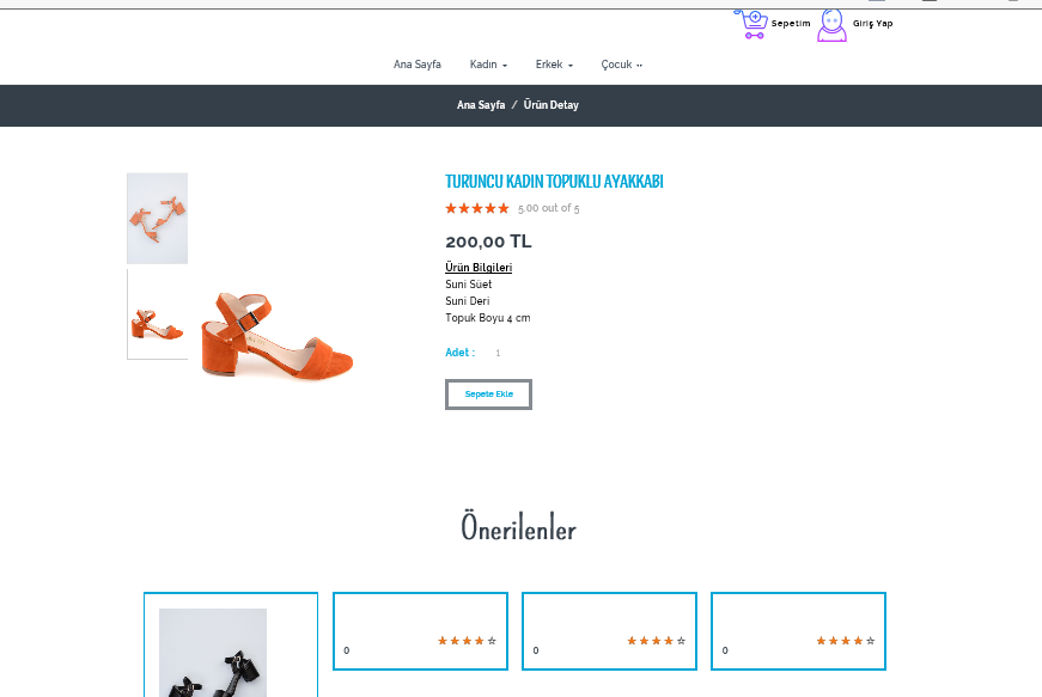 Sepetim Giriş Yap
Ana Sayfa Kadın Erkek Çocuk
Ana Sayfa / Ürün Detay
TURUNCU KADIN TOPUKLU AYAKKABI
5.00 out of 5
200,00 TL
Ürün Bilgileri
Suni Süet
Suni Deri
Topuk Boyu 4 cm
Adet : 1
Sepete Ekle
Önerilenler
0 0 0